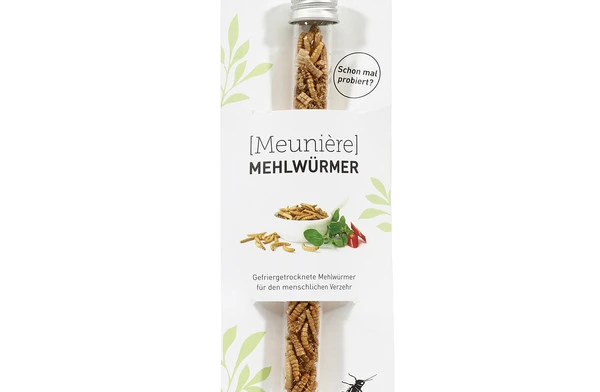 Schon mal
probiert?
[Meunière]
MEHLWÜRMER
Gefriergetrocknete Mehlwürmer
für den menschlichen Verzehr